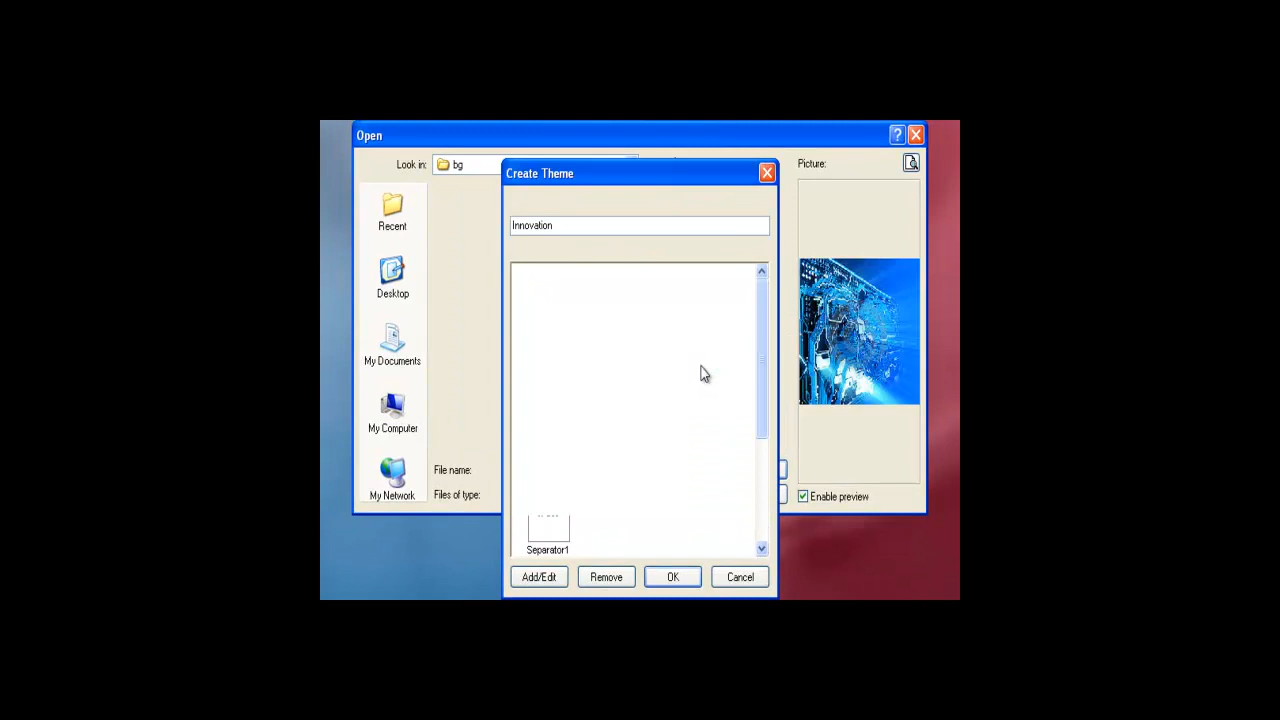 Open
Look in:
bg
Picture:
Create Theme
Recent
Innovation
Desktop
My Documents
My Computer
File name:
My Network
Files of type:
Enable preview
Separator1
Add/Edit
Remove
OK
Cancel